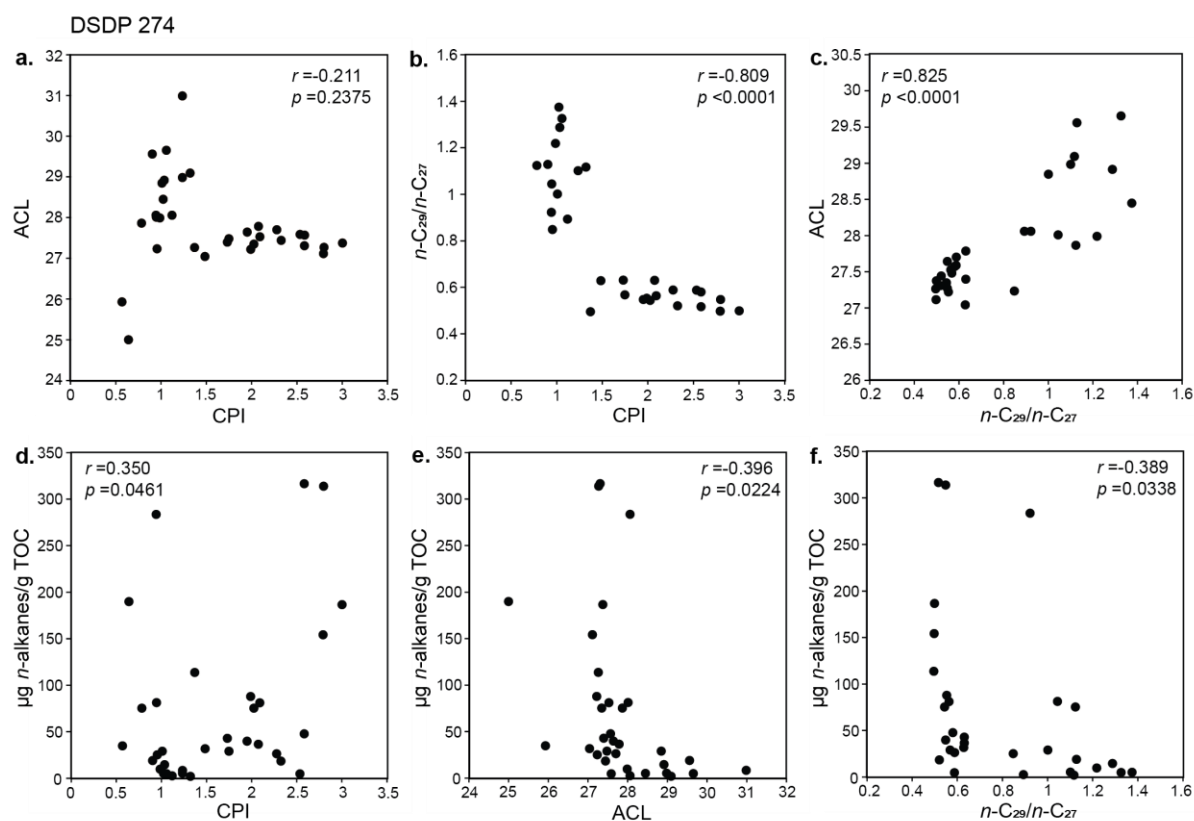 DSDP 274
a.
r=-0.211
p =0.2375
32
31
30
29
28
27
26
25
24
ACL
0 0.5 1 1.5 2 2.5 3 3.5
CPI
b.
r=-0.809
p <0.0001
1.6
1.4
1.2
1
0.8
0.6
0.4
0.2
n-C₂₉/n-C₂₇
0 0.5 1 1.5 2 2.5 3 3.5
CPI
c.
r=0.825
p <0.0001
30.5
30
29.5
29
28.5
28
27.5
27
26.5
26
ACL
0.2 0.4 0.6 0.8 1 1.2 1.4 1.6
n-C₂₉/n-C₂₇
d.
r=0.350
p =0.0461
350
300
250
200
150
100
50
0
µg n-alkanes/g TOC
0 0.5 1 1.5 2 2.5 3 3.5
CPI
e.
r=-0.396
p =0.0224
350
300
250
200
150
100
50
0
µg n-alkanes/g TOC
24 25 26 27 28 29 30 31 32
ACL
f.
r=-0.389
p =0.0338
350
300
250
200
150
100
50
0
µg n-alkanes/g TOC
0.2 0.4 0.6 0.8 1 1.2 1.4 1.6
n-C₂₉/n-C₂₇